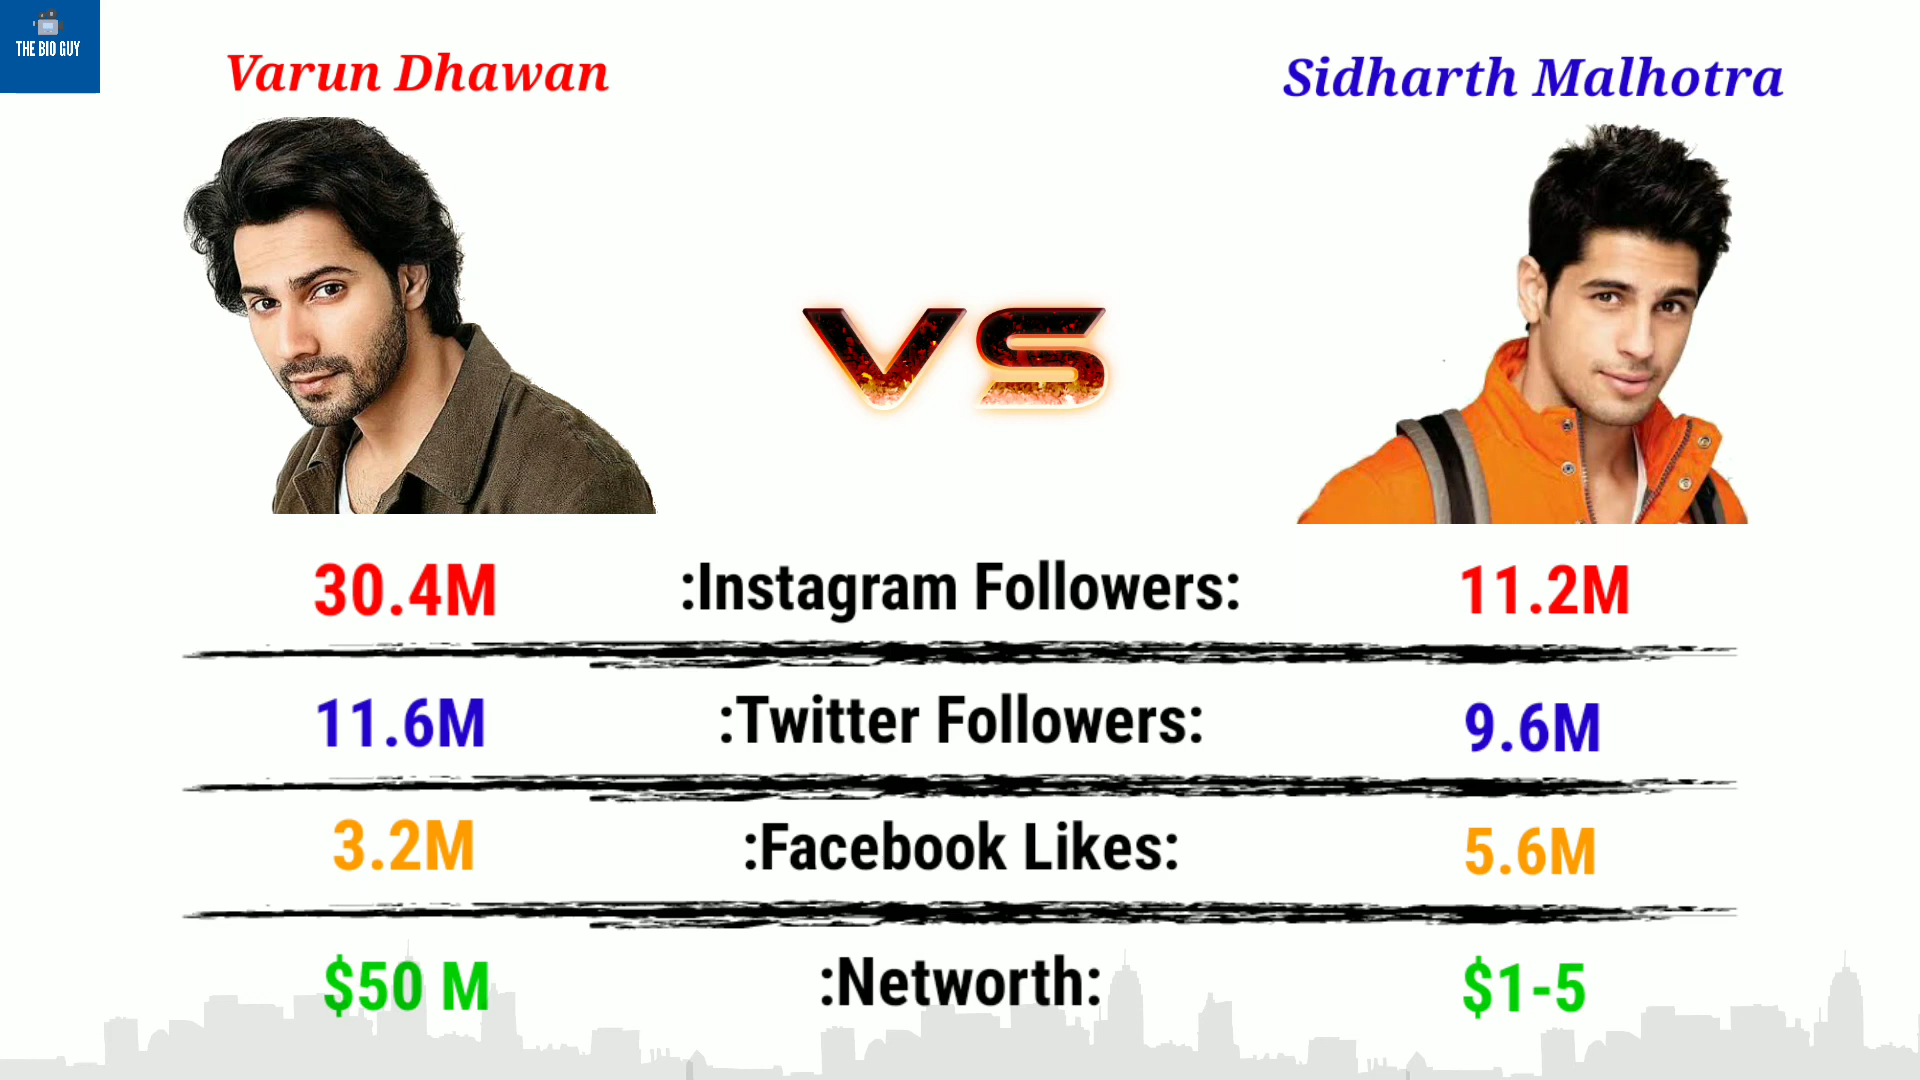 THE BIO GUY
Varun Dhawan
Sidharth Malhotra
VS
30.4M :Instagram Followers: 11.2M
11.6M :Twitter Followers: 9.6M
3.2M :Facebook Likes: 5.6M
$50 M :Networth: $1-5